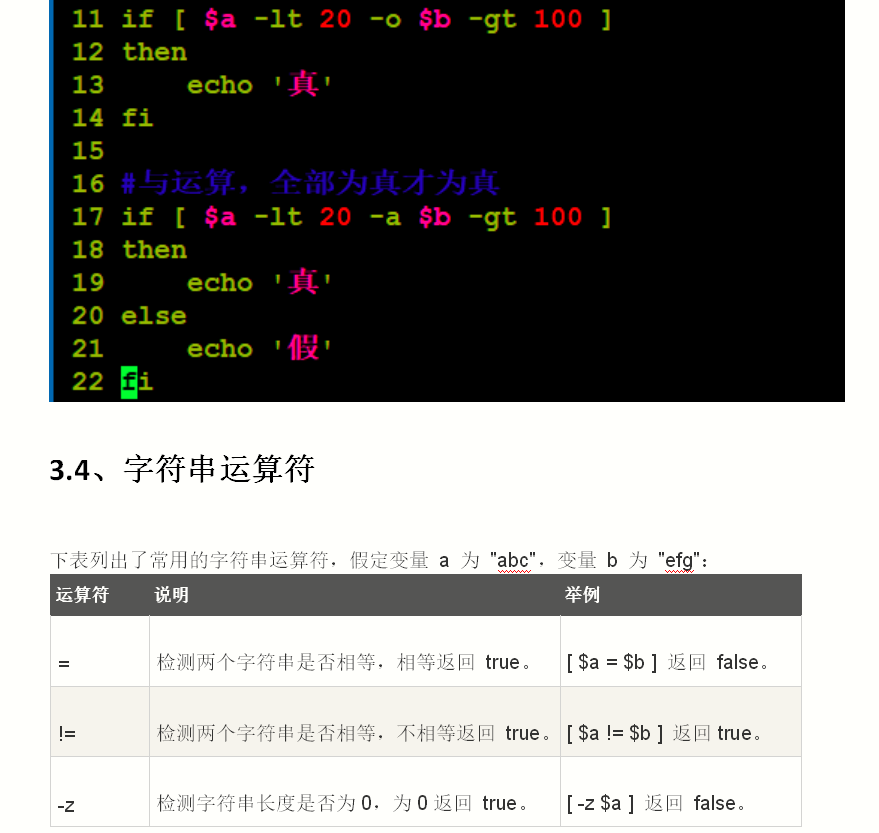 11 if [ $a -lt 20 -o $b -gt 100 ]
12 then
13     echo '真'
14 fi
15
16 #与运算，全部为真才为真
17 if [ $a -lt 20 -a $b -gt 100 ]
18 then
19     echo '真'
20 else
21     echo '假'
22 fi
3.4、字符串运算符
下表列出了常用的字符串运算符，假定变量 a 为 "abc"，变量 b 为 "efg"：
运算符 说明 举例
= 检测两个字符串是否相等，相等返回 true。 [ $a = $b ] 返回 false。
!= 检测两个字符串是否相等，不相等返回 true。 [ $a != $b ] 返回 true。
-z 检测字符串长度是否为0，为0返回 true。 [ -z $a ] 返回 false。